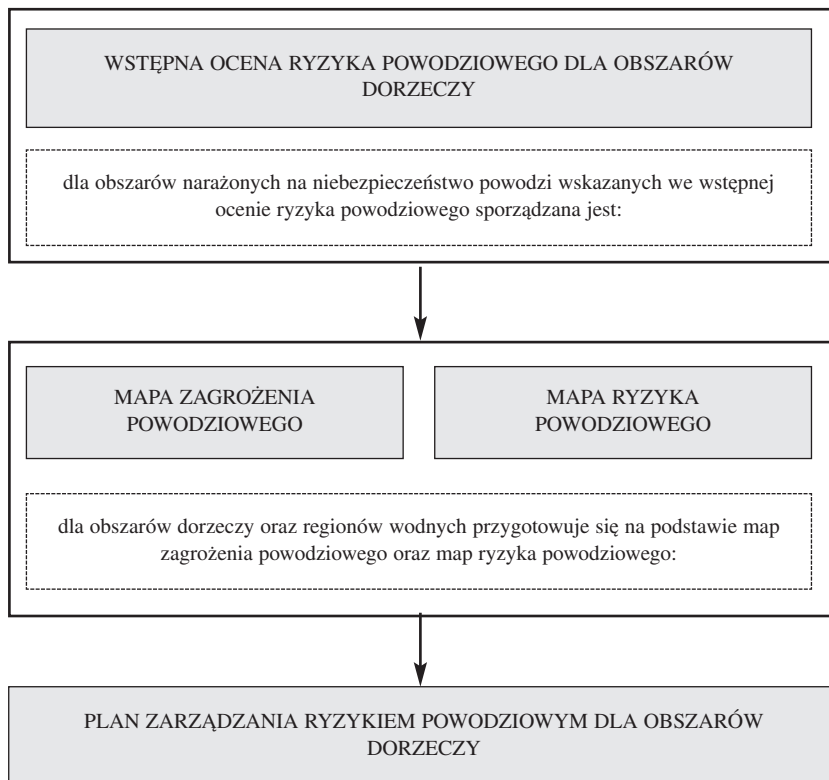 WSTĘPNA OCENA RYZYKA POWODZIOWEGO DLA OBSZARÓW
DORZECZY
dla obszarów narażonych na niebezpieczeństwo powodzi wskazanych we wstępnej
ocenie ryzyka powodziowego sporządzana jest:
MAPA ZAGROŻENIA
POWODZIOWEGO
MAPA RYZYKA
POWODZIOWEGO
dla obszarów dorzeczy oraz regionów wodnych przygotowuje się na podstawie map
zagrożenia powodziowego oraz map ryzyka powodziowego:
PLAN ZARZĄDZANIA RYZYKIEM POWODZIOWYM DLA OBSZARÓW
DORZECZY